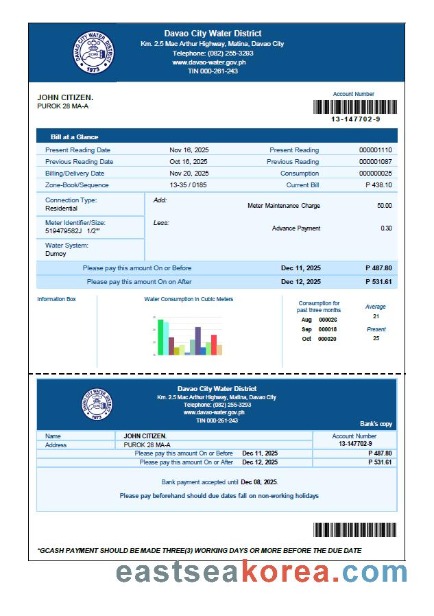 Davao City Water District
Km. 2.5 Mac Arthur Highway, Matina, Davao City
Telephone: (082) 255-3293
www.davao-water.gov.ph
TIN 000-261-243
JOHN CITIZEN.
PUROK 28 MA-A
Account Number
13-147702-9
Bill at a Glance
Present Reading Date Nov 16, 2025 Present Reading 000001110
Previous Reading Date Oct 16, 2025 Previous Reading 000001087
Billing/Delivery Date Nov 20, 2025 Consumption 000000025
Zone-Book/Sequence 13-35 / 0165 Current Bill P 438.10
Connection Type: Add:
Residential Meter Maintenance Charge 50.00
Meter Identifier/Size: Less:
519479582J 1/2" Advance Payment 0.30
Water System:
Dumoy
Please pay this amount On or Before Dec 11, 2025 P 487.80
Please pay this amount On on After Dec 12, 2025 P 531.61
Information Box
Water Consumption in Cubic Meters
Consumption for past three months
Aug 000020
Sep 000018
Oct 000020
Average
21
Present
25
Davao City Water District
Km. 2.5 Mac Arthur Highway, Matina, Davao City
Telephone: (082) 255-3293
www.davao-water.gov.ph
TIN 000-261-243
Bank's copy
Name JOHN CITIZEN. Account Number
Address PUROK 28 MA-A 13-147702-9
Please pay this amount On or Before Dec 11, 2025 P 487.80
Please pay this amount On or After Dec 12, 2025 P 531.61
Bank payment accepted until Dec 08, 2025.
Please pay beforehand should due dates fall on non-working holidays
*GCASH PAYMENT SHOULD BE MADE THREE(3) WORKING DAYS OR MORE BEFORE THE DUE DATE
eastseakorea.com